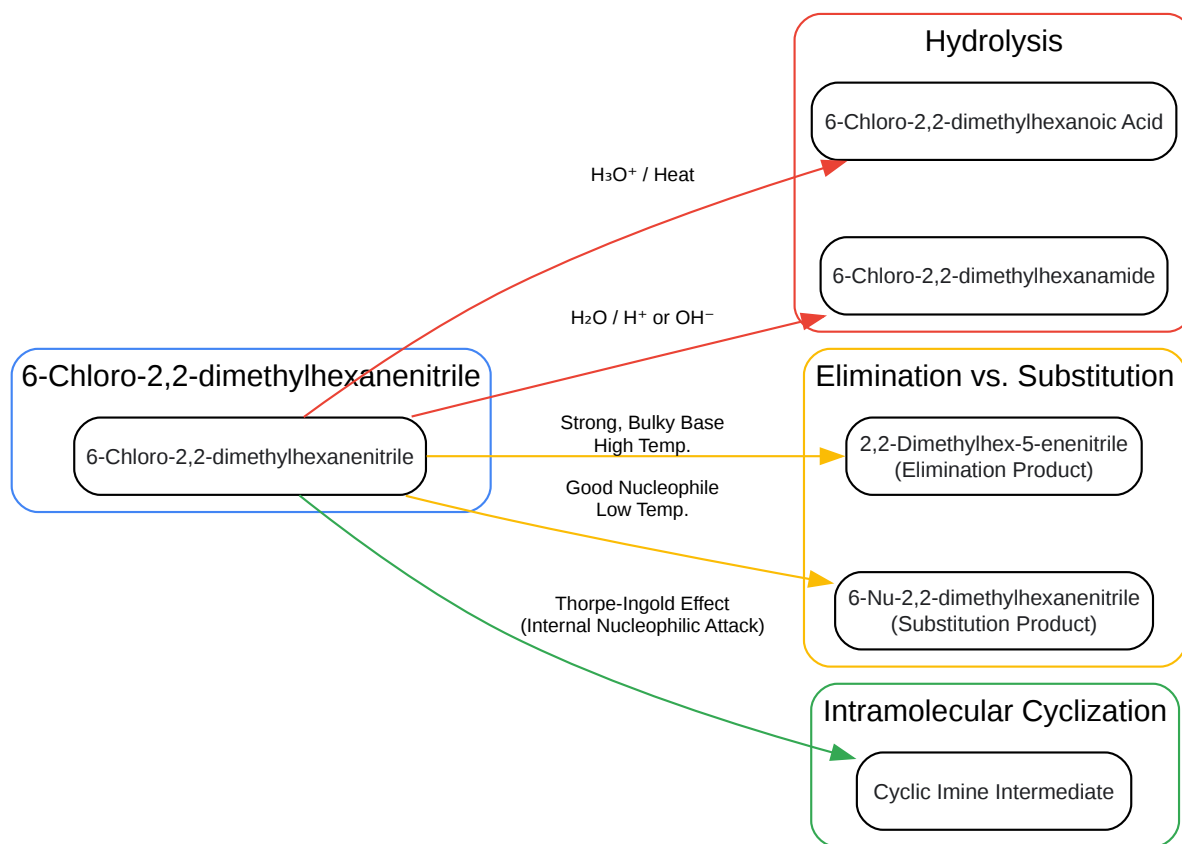 Hydrolysis
6-Chloro-2,2-dimethylhexanoic Acid
H₃O⁺ / Heat
6-Chloro-2,2-dimethylhexanamide
H₂O / H⁺ or OH⁻
6-Chloro-2,2-dimethylhexanenitrile
6-Chloro-2,2-dimethylhexanenitrile
Elimination vs. Substitution
Strong, Bulky Base
High Temp.
2,2-Dimethylhex-5-enenitrile
(Elimination Product)
Good Nucleophile
Low Temp.
6-Nu-2,2-dimethylhexanenitrile
(Substitution Product)
Thorpe-Ingold Effect
(Internal Nucleophilic Attack)
Intramolecular Cyclization
Cyclic Imine Intermediate